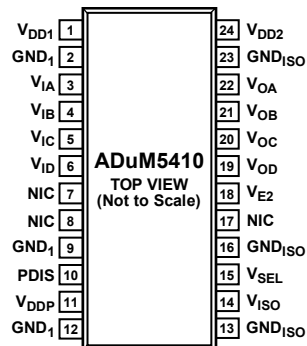 VDD1 1
GND1 2
VIA 3
VIB 4
VIC 5
VID 6
NIC 7
NIC 8
GND1 9
PDIS 10
VDDP 11
GND1 12
ADuM5410
TOP VIEW
(Not to Scale)
24 VDD2
23 GNDISO
22 VOA
21 VOB
20 VOC
19 VOD
18 VE2
17 NIC
16 GNDISO
15 VSEL
14 VISO
13 GNDISO